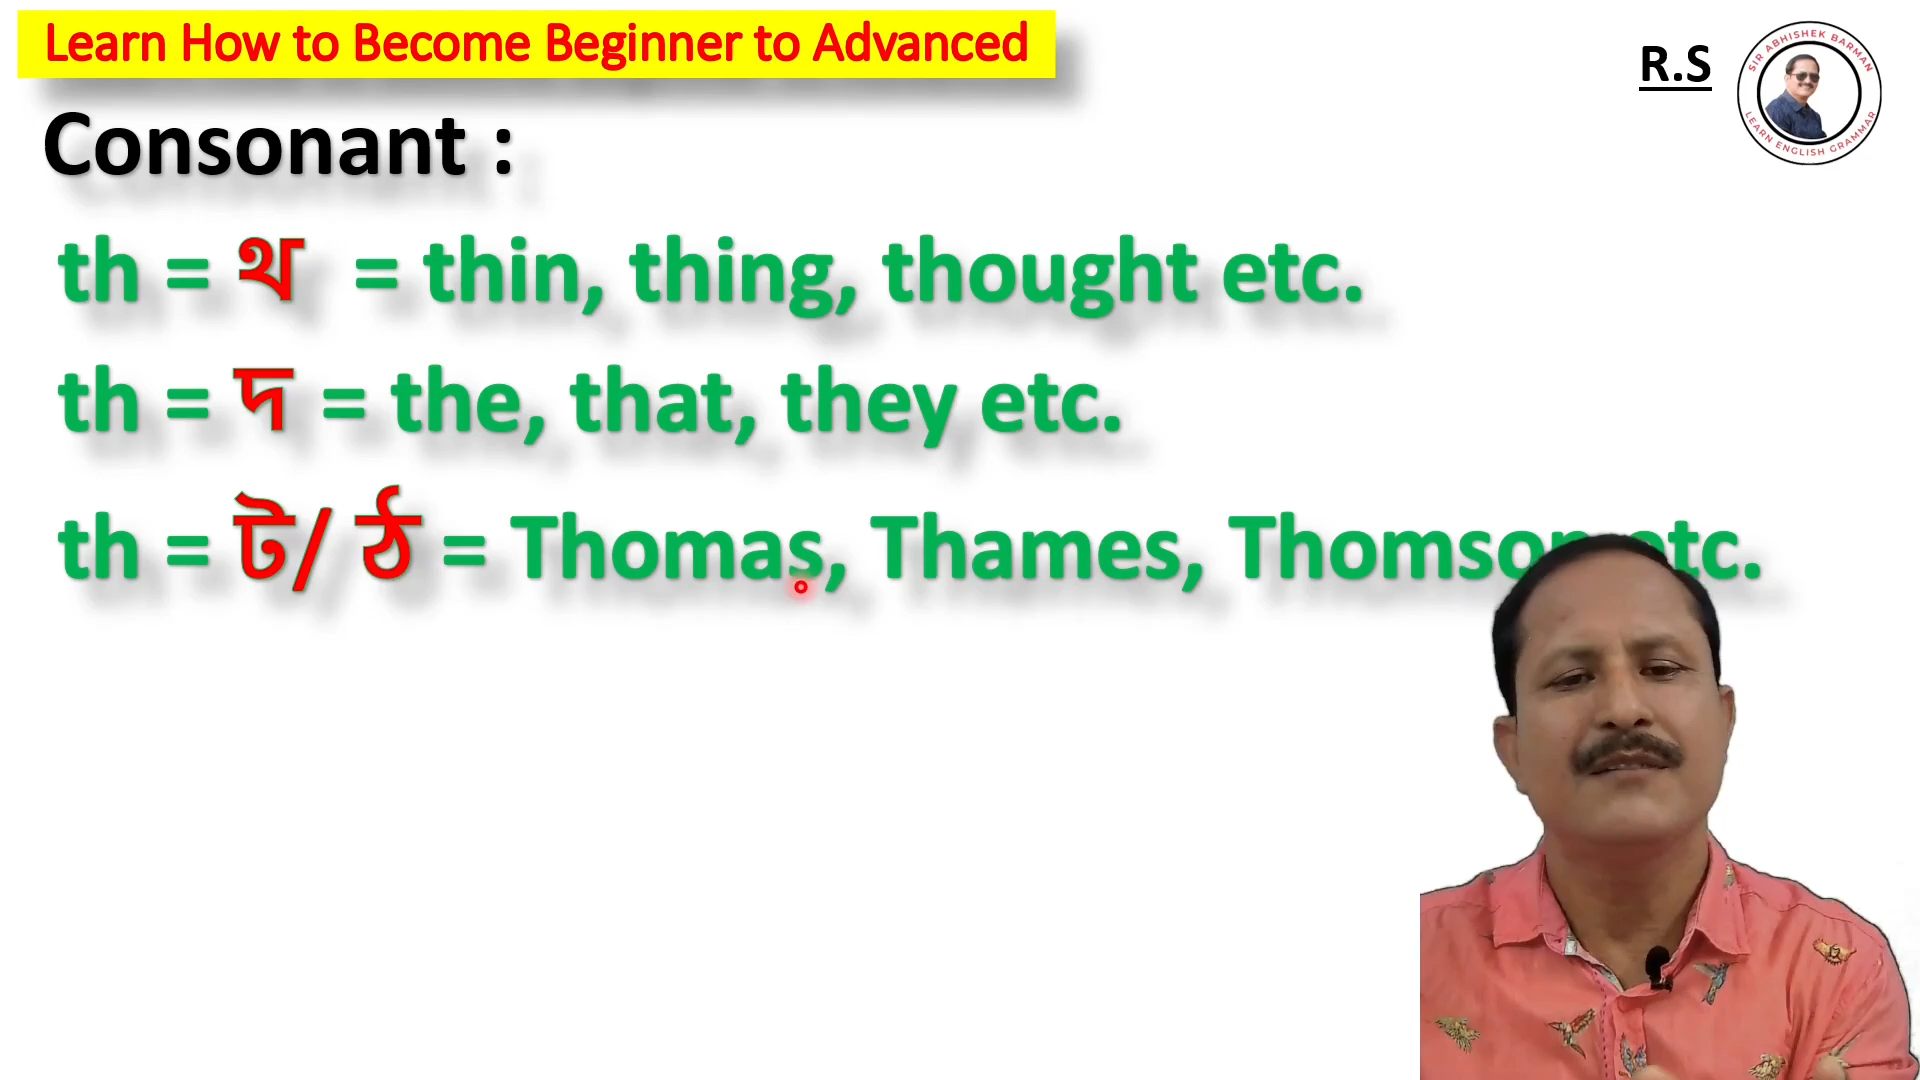 Learn How to Become Beginner to Advanced
R.S
SIR ABHISHEK BARMAN
LEARN ENGLISH GRAMMAR
Consonant :
th = থ = thin, thing, thought etc.
th = দ = the, that, they etc.
th = ট/ ঠ = Thomas, Thames, Thomson etc.